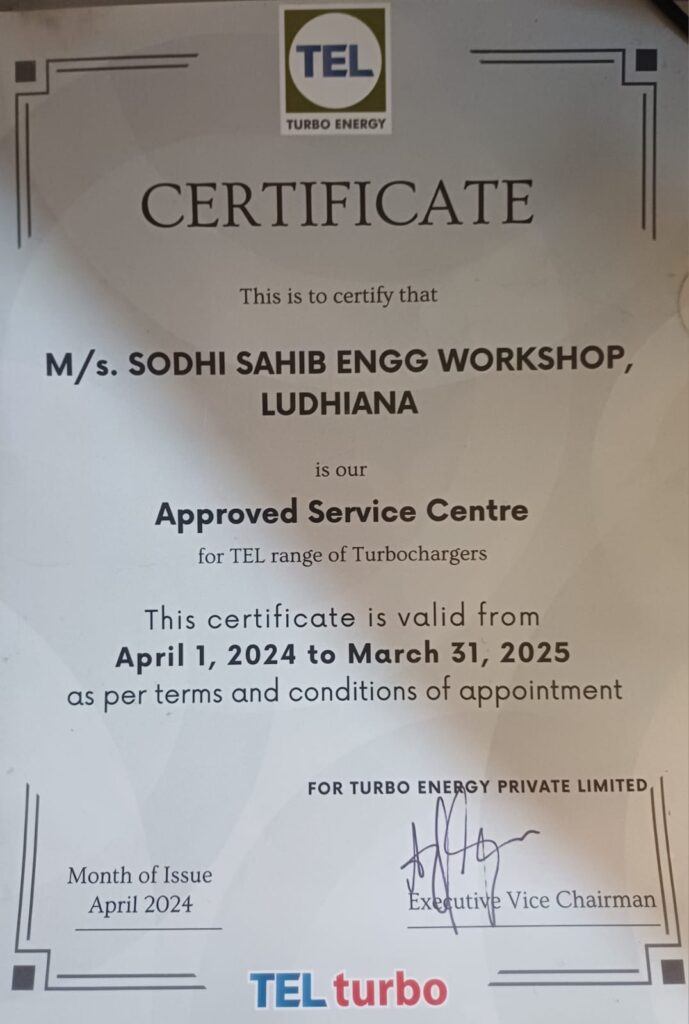 TEL
TURBO ENERGY
CERTIFICATE
This is to certify that
M/s. SODHI SAHIB ENGG WORKSHOP,
LUDHIANA
is our
Approved Service Centre
for TEL range of Turbochargers
This certificate is valid from
April 1, 2024 to March 31, 2025
as per terms and conditions of appointment
FOR TURBO ENERGY PRIVATE LIMITED
Month of Issue
April 2024
Executive Vice Chairman
TEL turbo